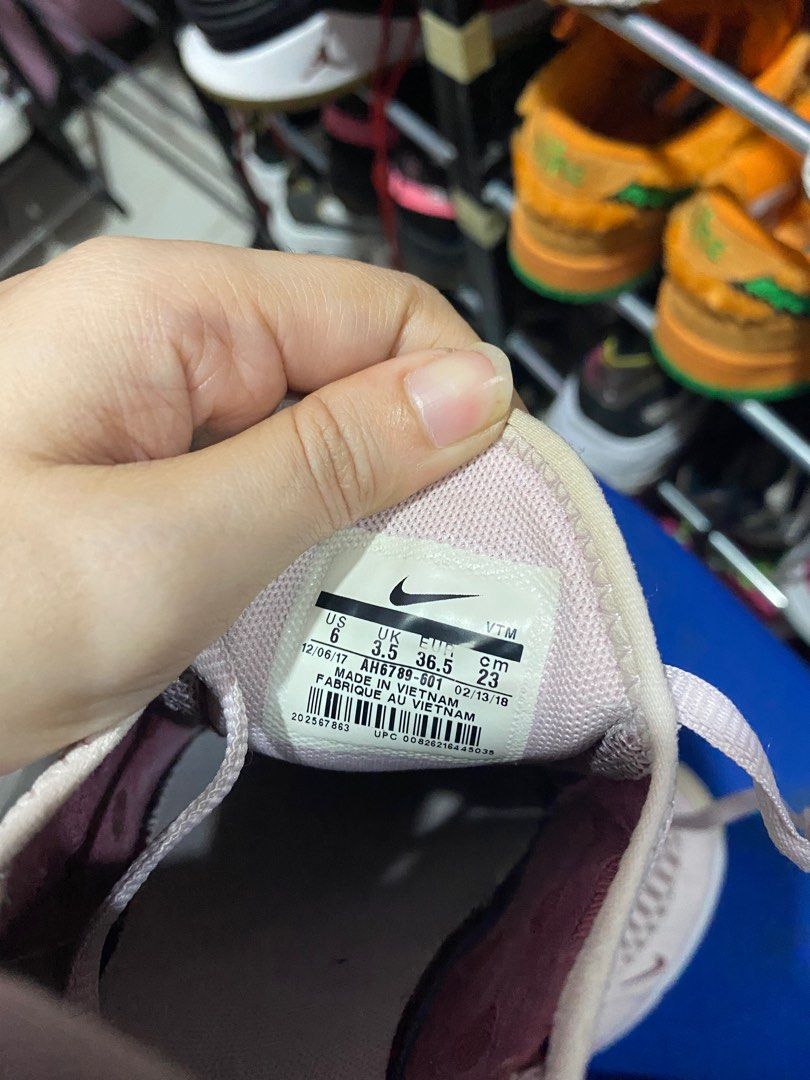 VTM
US UK EUR cm
6 3.5 36.5 23
12/06/17 AH6789-601 02/13/18
MADE IN VIETNAM
FABRIQUE AU VIETNAM
202567863 UPC 00826216445035